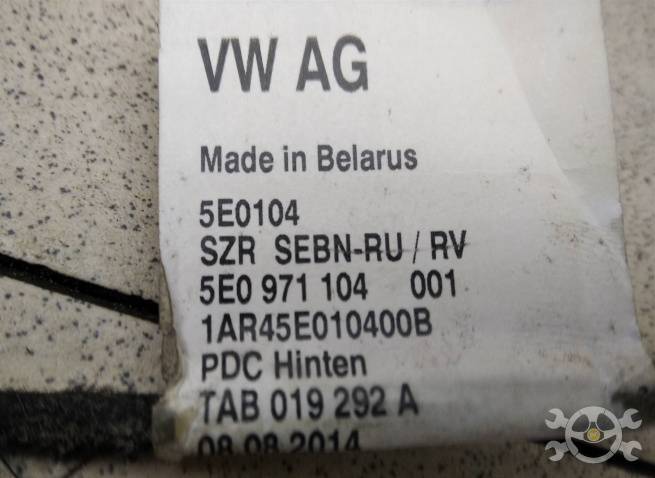 VW AG
Made in Belarus
5E0104
SZR SEBN-RU / RV
5E0 971 104 001
1AR45E010400B
PDC Hinten
TAB 019 292 A
08.08.2014